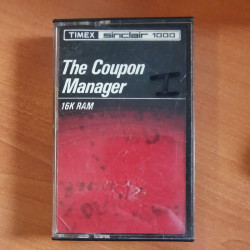 TIMEX sinclair 1000
The Coupon
Manager
I
16K RAM